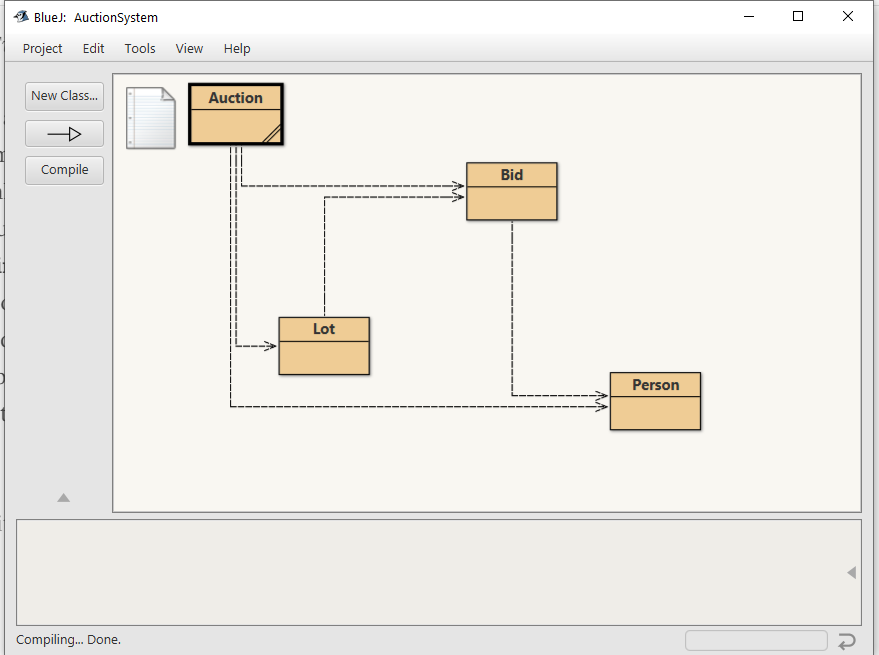 BlueJ: AuctionSystem
Project Edit Tools View Help
New Class...
Compile
Auction
Bid
Lot
Person
Compiling... Done.